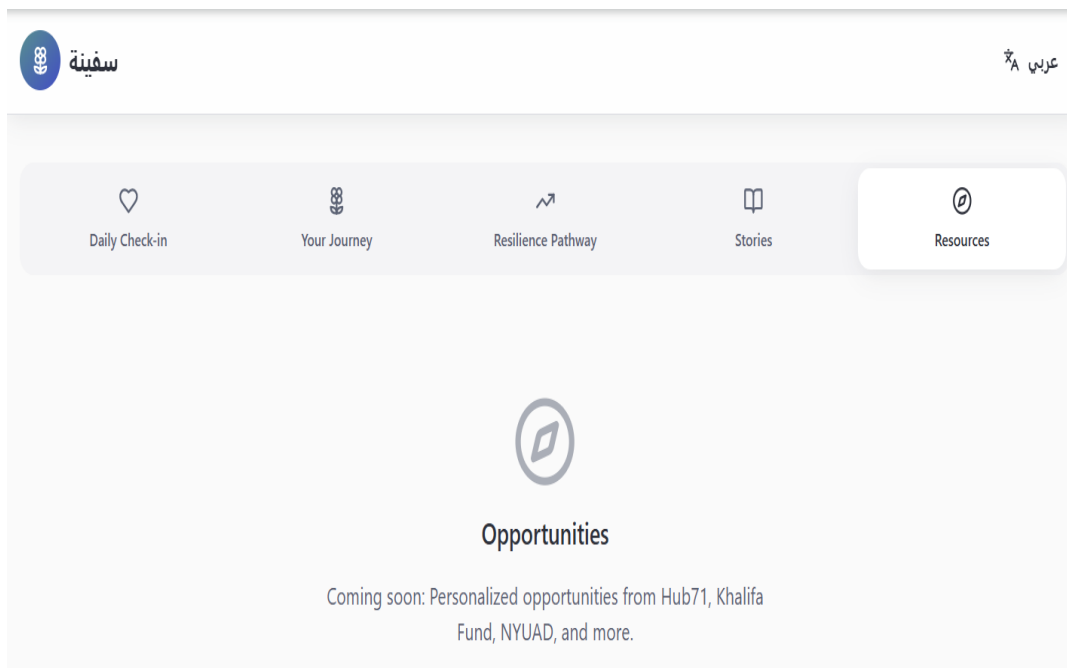 سفينة
عربي
Daily Check-in
Your Journey
Resilience Pathway
Stories
Resources
Opportunities
Coming soon: Personalized opportunities from Hub71, Khalifa
Fund, NYUAD, and more.